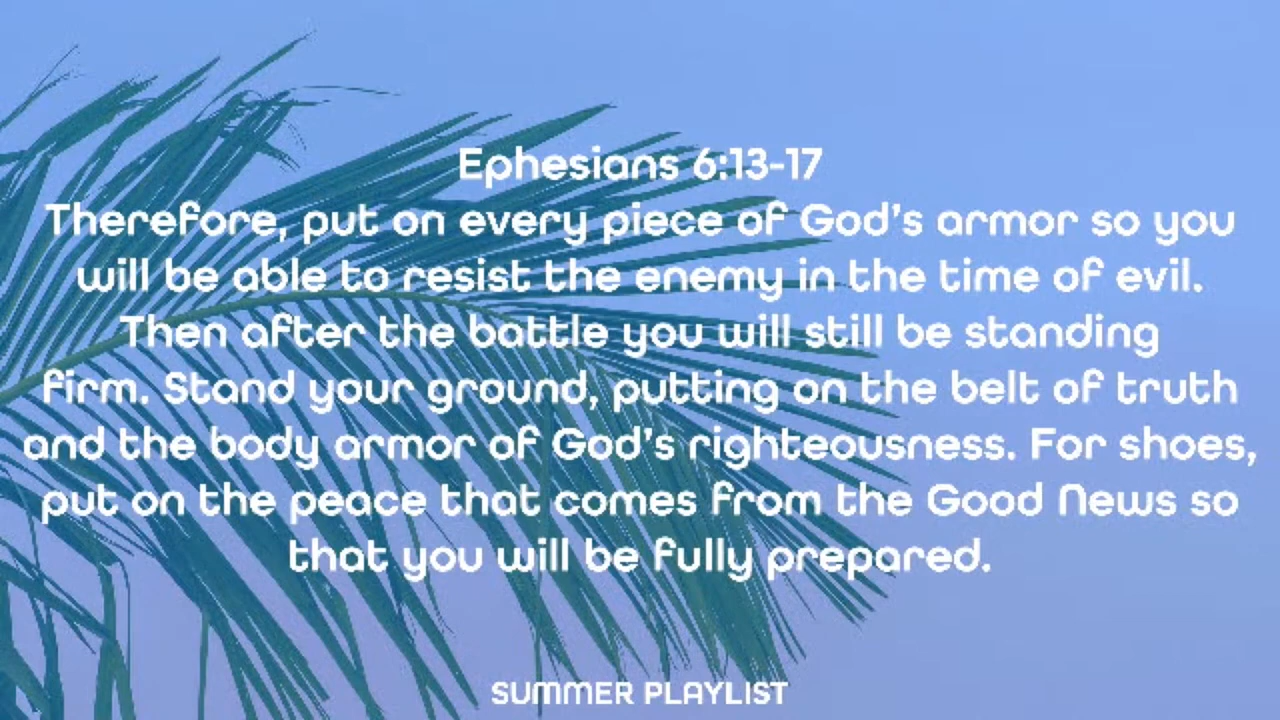 Ephesians 6:13-17
Therefore, put on every piece of God's armor so you
will be able to resist the enemy in the time of evil.
Then after the battle you will still be standing
firm. Stand your ground, putting on the belt of truth
and the body armor of God's righteousness. For shoes,
put on the peace that comes from the Good News so
that you will be fully prepared.
SUMMER PLAYLIST